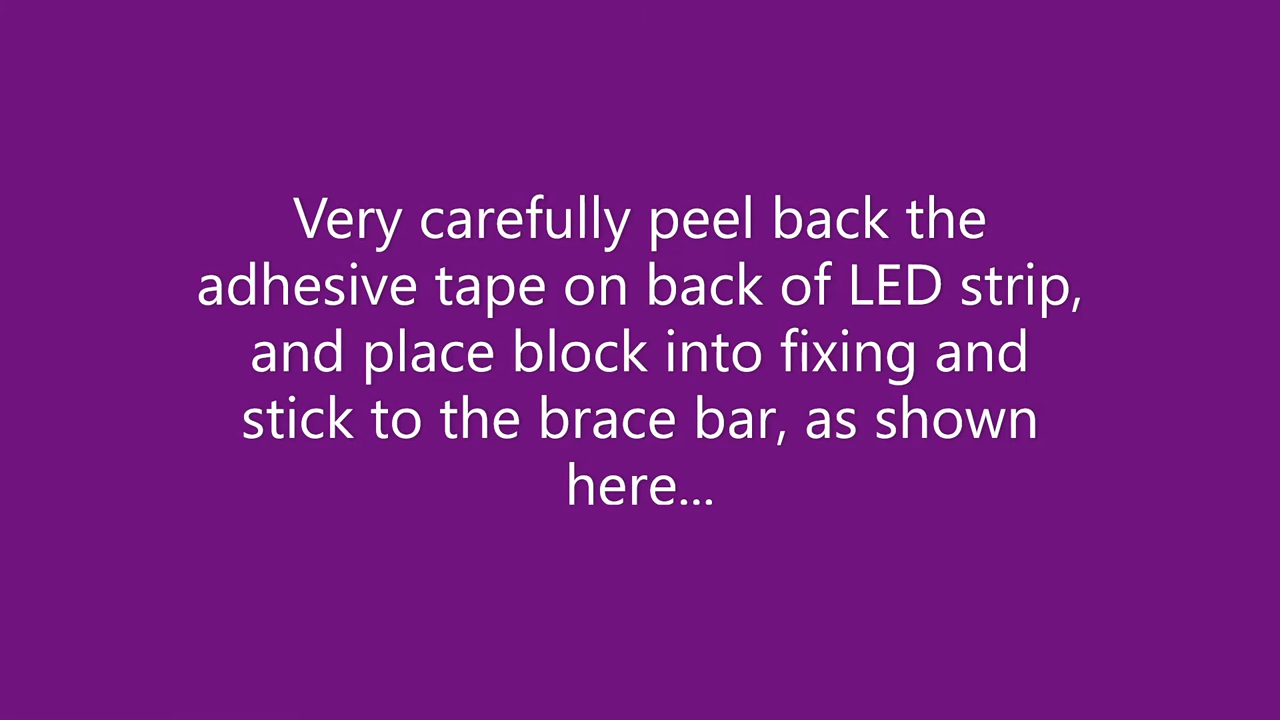 Very carefully peel back the
adhesive tape on back of LED strip,
and place block into fixing and
stick to the brace bar, as shown
here...